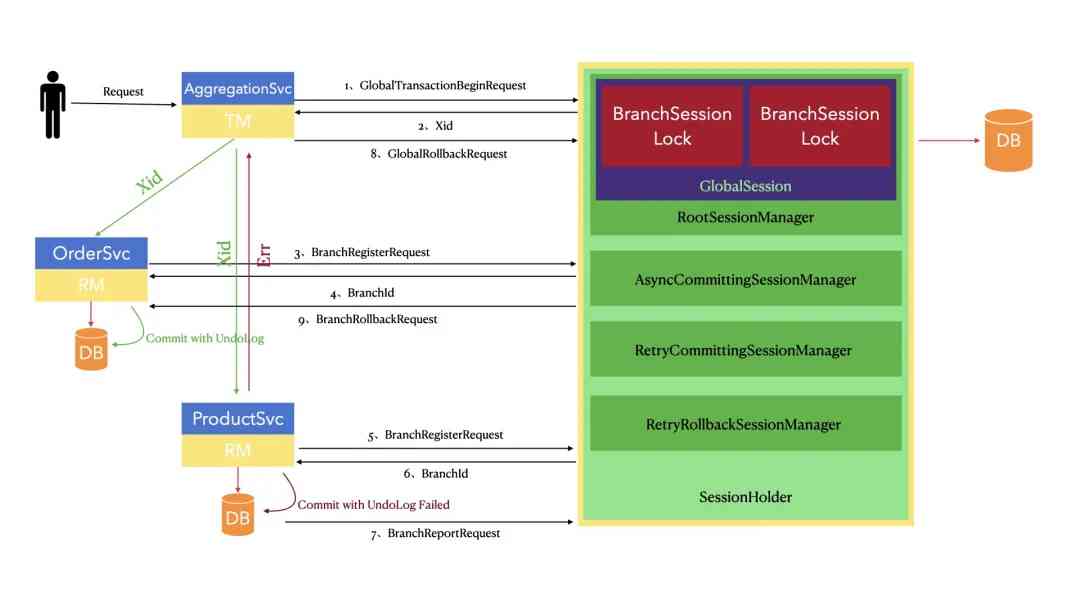 Request
AggregationSvc
TM
1、GlobalTransactionBeginRequest
2、Xid
8、GlobalRollbackRequest
BranchSession
Lock
BranchSession
Lock
GlobalSession
RootSessionManager
DB
Xid
Xid
Err
OrderSvc
RM
DB
Commit with UndoLog
3、BranchRegisterRequest
4、BranchId
9、BranchRollbackRequest
AsyncCommittingSessionManager
RetryCommittingSessionManager
RetryRollbackSessionManager
SessionHolder
ProductSvc
RM
DB
Commit with UndoLog Failed
5、BranchRegisterRequest
6、BranchId
7、BranchReportRequest